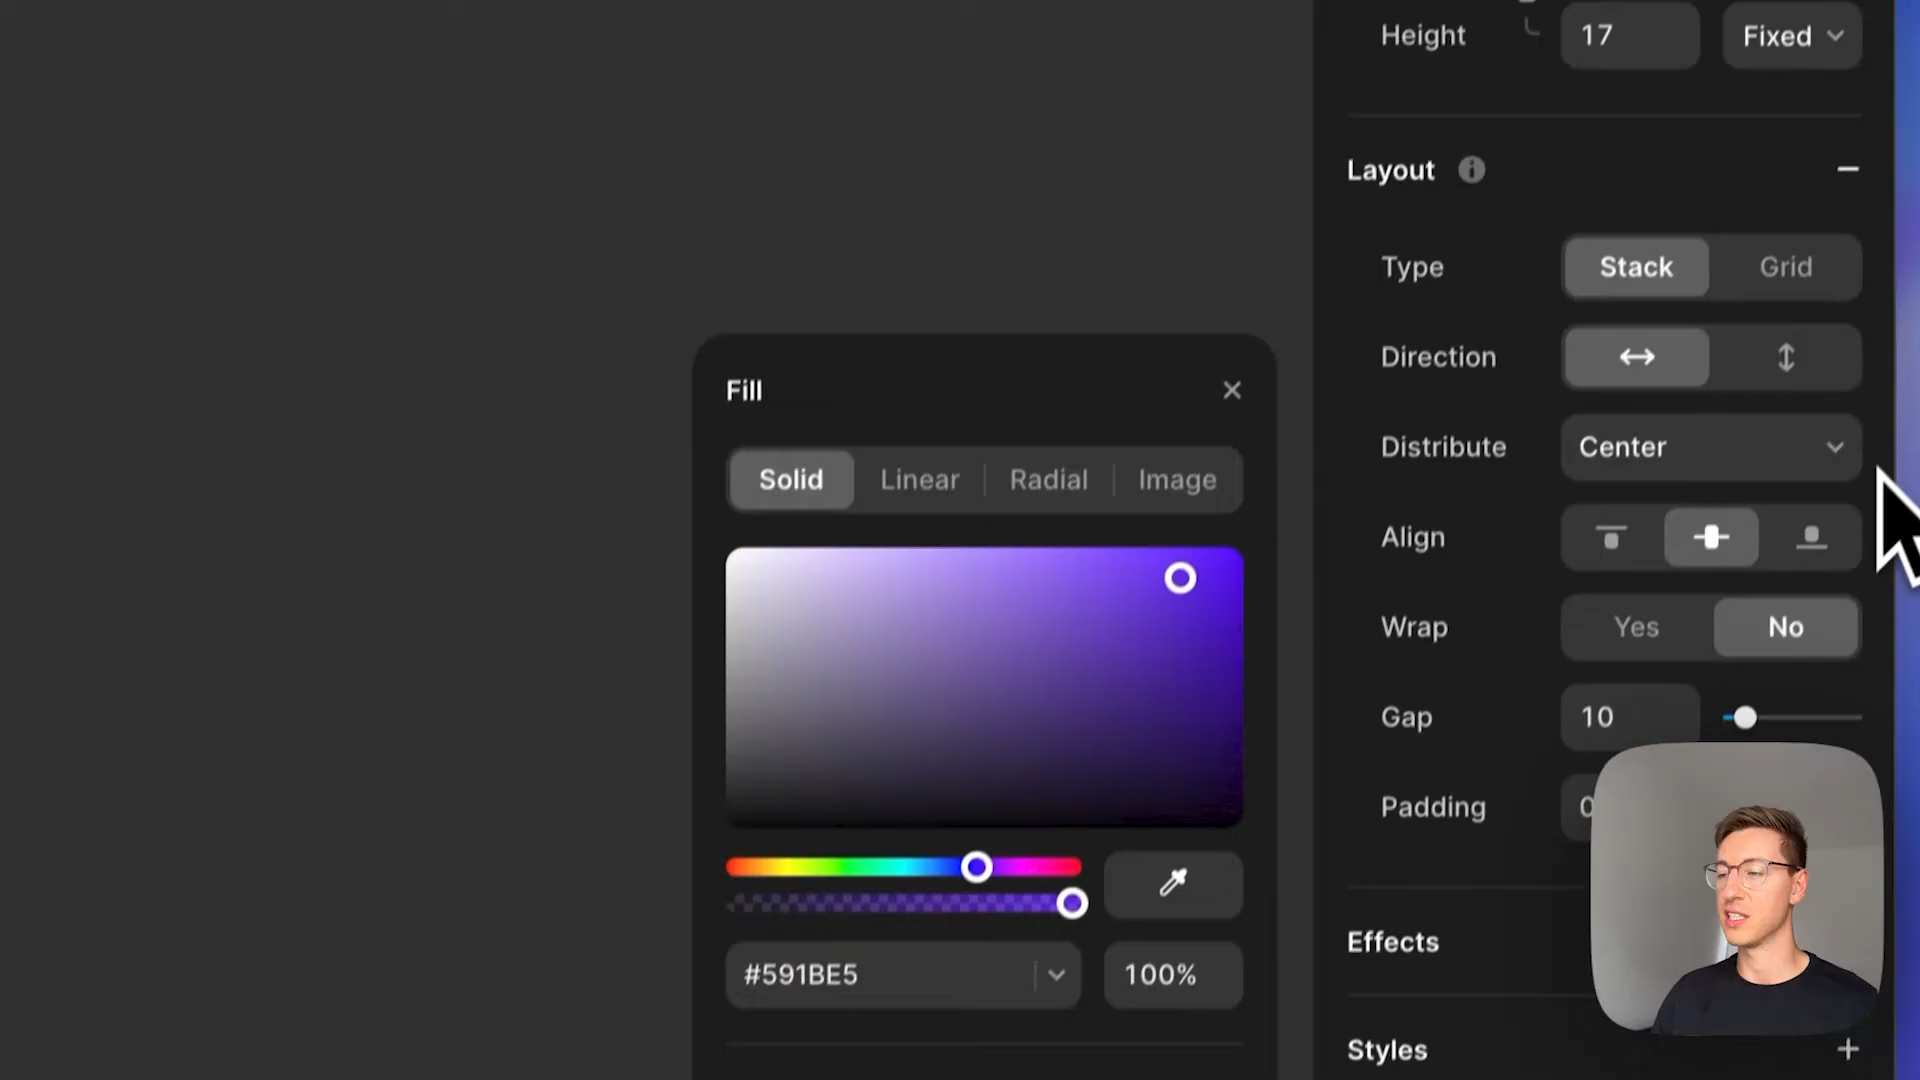 Height 17 Fixed
Layout
Type Stack Grid
Direction
Distribute Center
Align
Wrap Yes No
Gap 10
Padding 0
Effects
Styles
Fill
Solid Linear Radial Image
#591BE5 100%